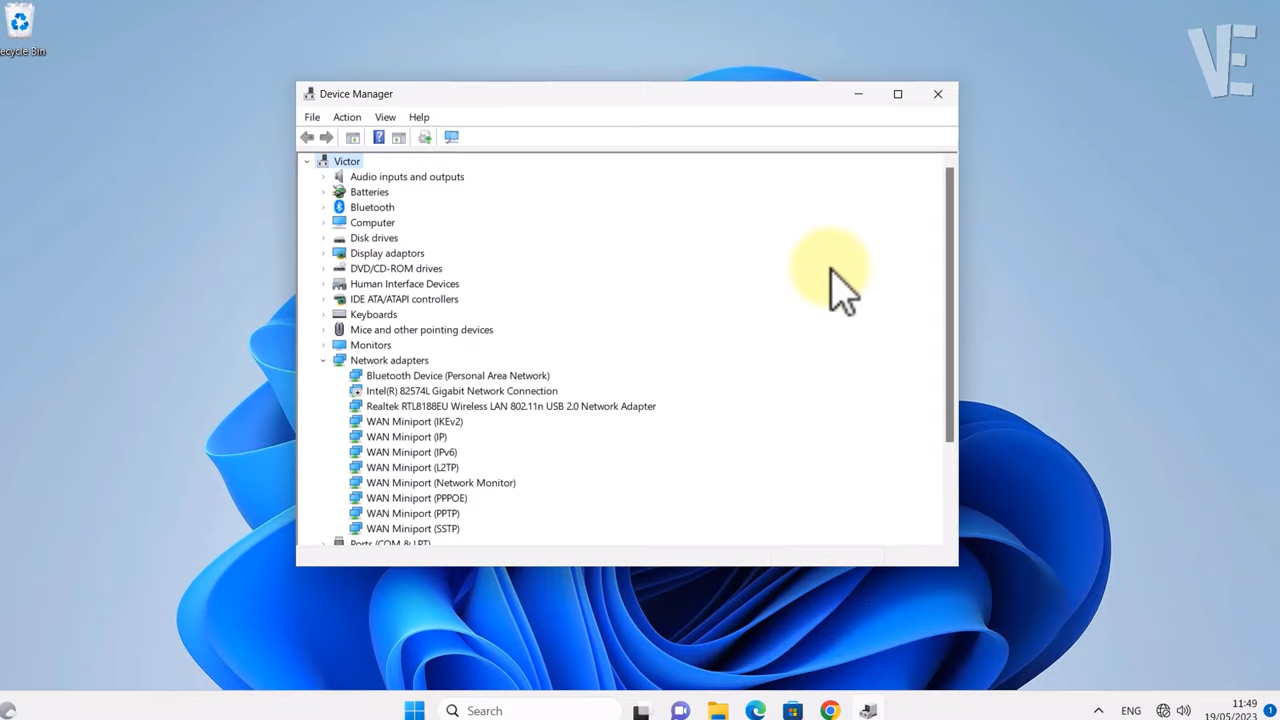 ecycle Bin
VE
Device Manager
File Action View Help
Victor
Audio inputs and outputs
Batteries
Bluetooth
Computer
Disk drives
Display adaptors
DVD/CD-ROM drives
Human Interface Devices
IDE ATA/ATAPI controllers
Keyboards
Mice and other pointing devices
Monitors
Network adapters
Bluetooth Device (Personal Area Network)
Intel(R) 82574L Gigabit Network Connection
Realtek RTL8188EU Wireless LAN 802.11n USB 2.0 Network Adapter
WAN Miniport (IKEv2)
WAN Miniport (IP)
WAN Miniport (IPv6)
WAN Miniport (L2TP)
WAN Miniport (Network Monitor)
WAN Miniport (PPPOE)
WAN Miniport (PPTP)
WAN Miniport (SSTP)
Ports (COM & LPT)
Search
ENG
11:49
19/05/2023
1